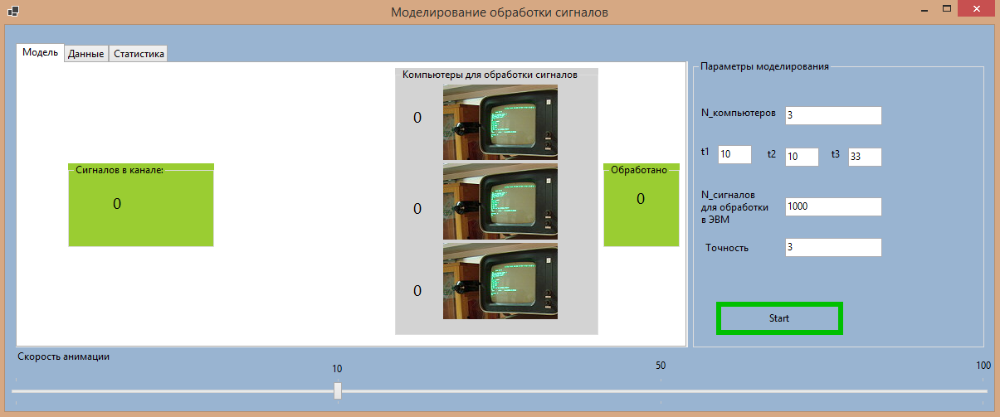 Моделирование обработки сигналов
Модель
Данные
Статистика
Компьютеры для обработки сигналов
0
0
0
Сигналов в канале:
0
Обработано
0
Параметры моделирования
N_компьютеров
3
t1
10
t2
10
t3
33
N_сигналов
для обработки
в ЭВМ
1000
Точность
3
Start
Скорость анимации
10
50
100